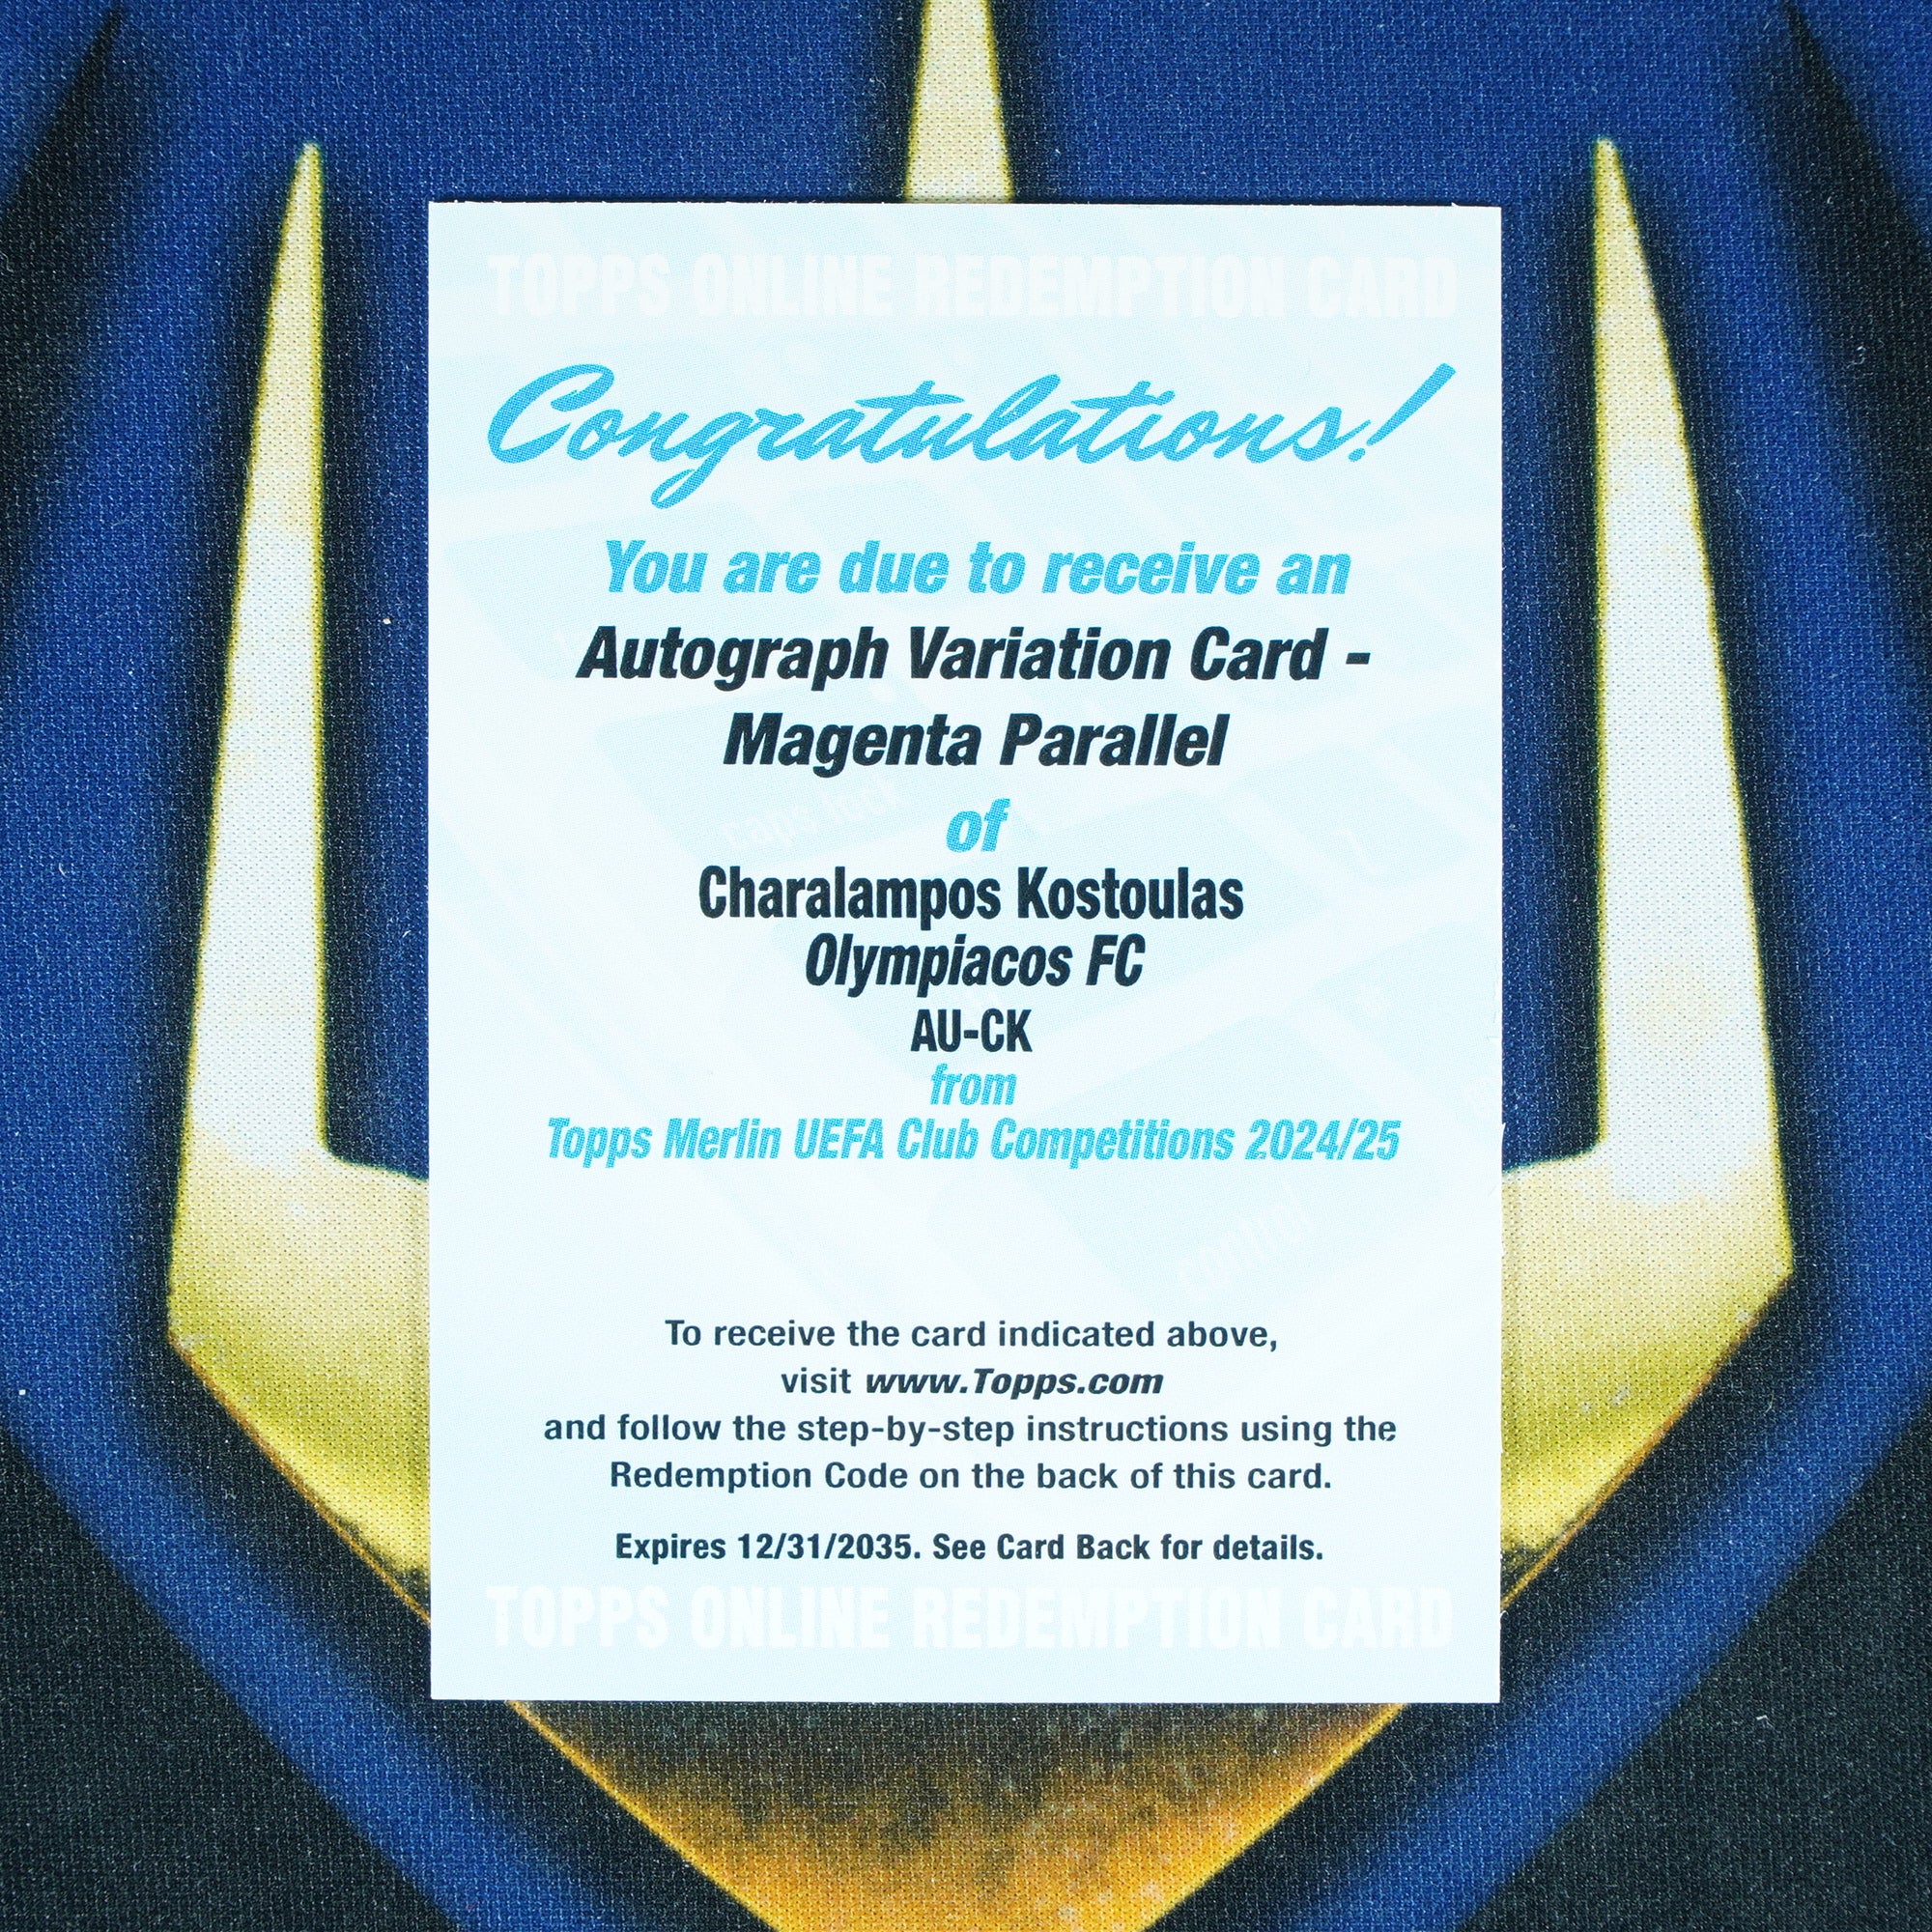 TOPPS ONLINE REDEMPTION CARD
Congratulations!
You are due to receive an
Autograph Variation Card -
Magenta Parallel
of
caps lock
Charalampos Kostoulas
Olympiacos FC
AU-CK
from
Topps Merlin UEFA Club Competitions 2024/25
control
To receive the card indicated above,
visit www.Topps.com
and follow the step-by-step instructions using the
Redemption Code on the back of this card.
Expires 12/31/2035. See Card Back for details.
TOPPS ONLINE REDEMPTION CARD